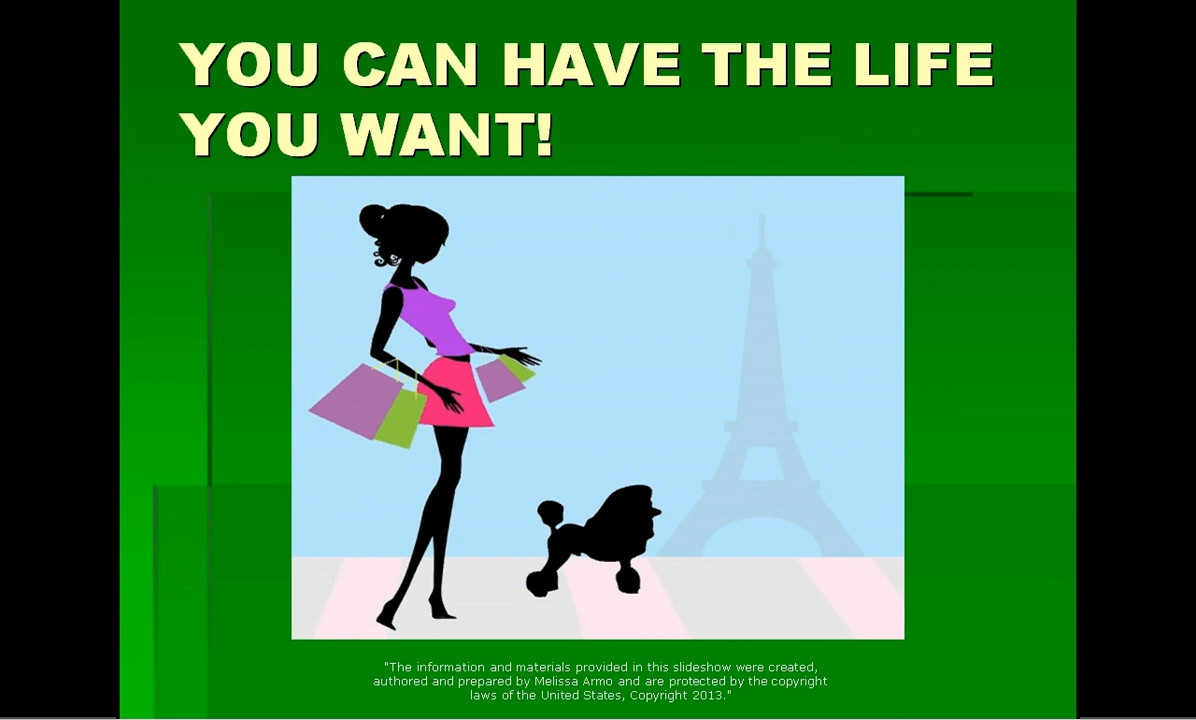 YOU CAN HAVE THE LIFE
YOU WANT!
"The information and materials provided in this slideshow were created,
authored and prepared by Melissa Armo and are protected by the copyright
laws of the United States, Copyright 2013."